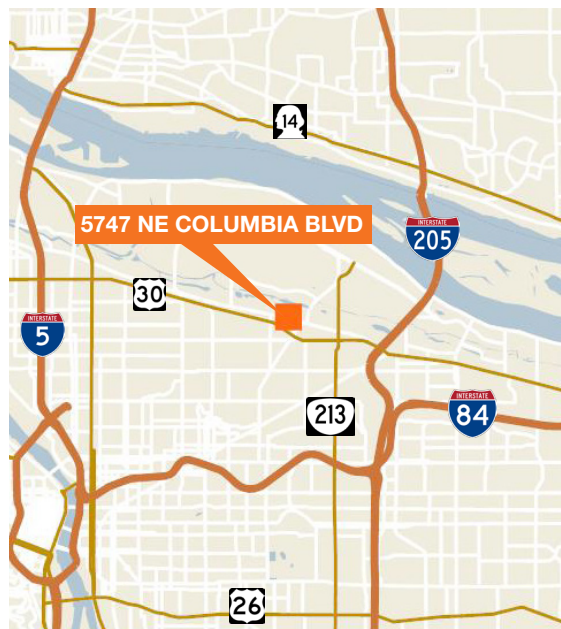 14
5747 NE COLUMBIA BLVD
INTERSTATE
205
30
INTERSTATE
5
INTERSTATE
84
213
26